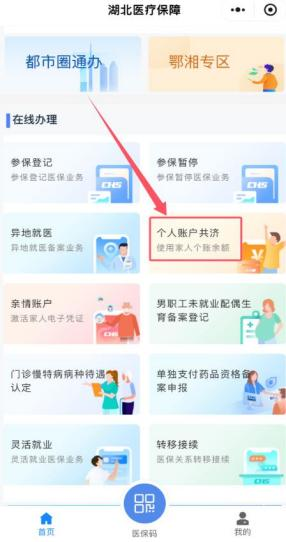 湖北医疗保障
都市圈通办
鄂湘专区
在线办理
参保登记
参保登记医保业务
参保暂停
参保暂停医保业务
异地就医
异地就医备案业务
个人账户共济
使用家人个账余额
亲情账户
激活家人电子凭证
男职工未就业配偶生
育备案登记
门诊慢特病病种待遇
认定
单独支付药品资格备
案申报
灵活就业
灵活就业医保业务
转移接续
医保关系转移接续
首页
医保码
我的